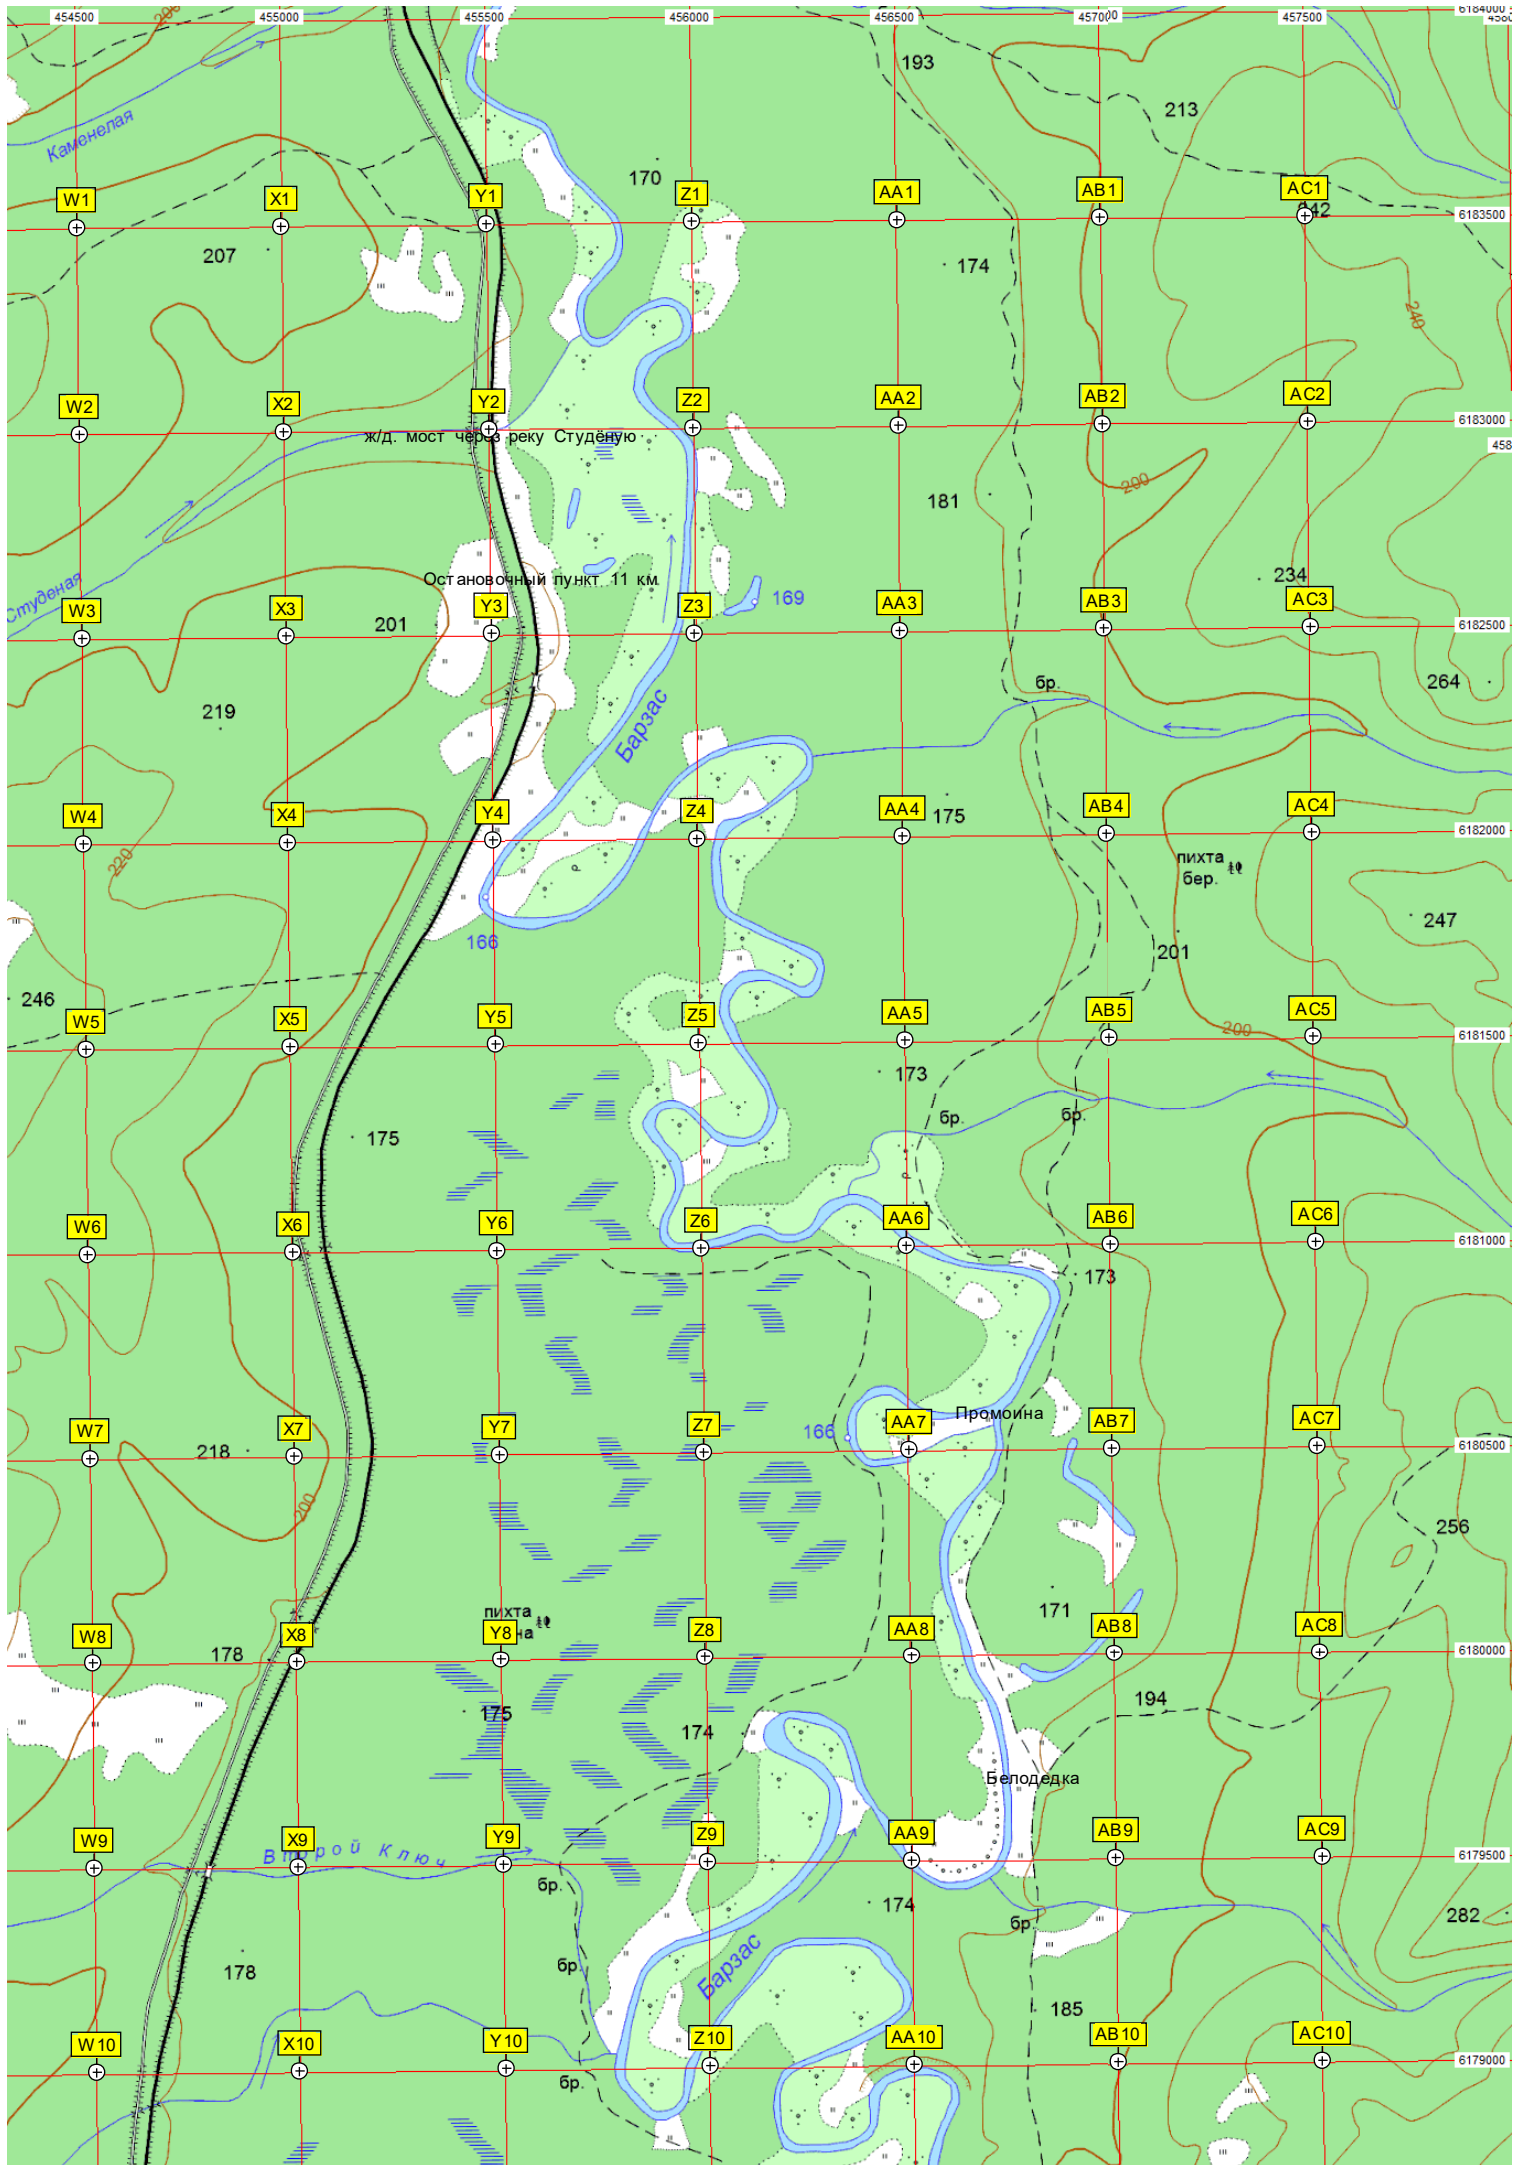 454500 455000 455500 456000 456500 457000 457500
6184000
200
193
213
Каменелая
170
W1 X1 Y1 Z1 AA1 AB1 AC1
242
6183500
207
174
240
W2 X2 Y2 Z2 AA2 AB2 AC2
6183000
ж/д. мост через реку Студёную
458
200
181
Остановочный пункт 11 км
234
Студеная
169
W3 X3 Y3 Z3 AA3 AB3 AC3
201
6182500
бр.
264
219
Барзас
W4 X4 Y4 Z4 AA4 AB4 AC4
175
6182000
220
пихта
бер.
247
166
201
246
W5 X5 Y5 Z5 AA5 AB5 AC5
200
6181500
173
бр.
бр.
175
W6 X6 Y6 Z6 AA6 AB6 AC6
6181000
173
Промоина
W7 X7 Y7 Z7 AA7 AB7 AC7
218
166
6180500
200
256
пихта
171
W8 X8 Y8 Z8 AA8 AB8 AC8
на
178
6180000
194
175
174
Белодедка
W9 X9 Y9 Z9 AA9 AB9 AC9
Второй Ключ
6179500
бр.
174
282
бр.
бр.
Барзас
178
185
W10 X10 Y10 Z10 AA10 AB10 AC10
6179000
бр.